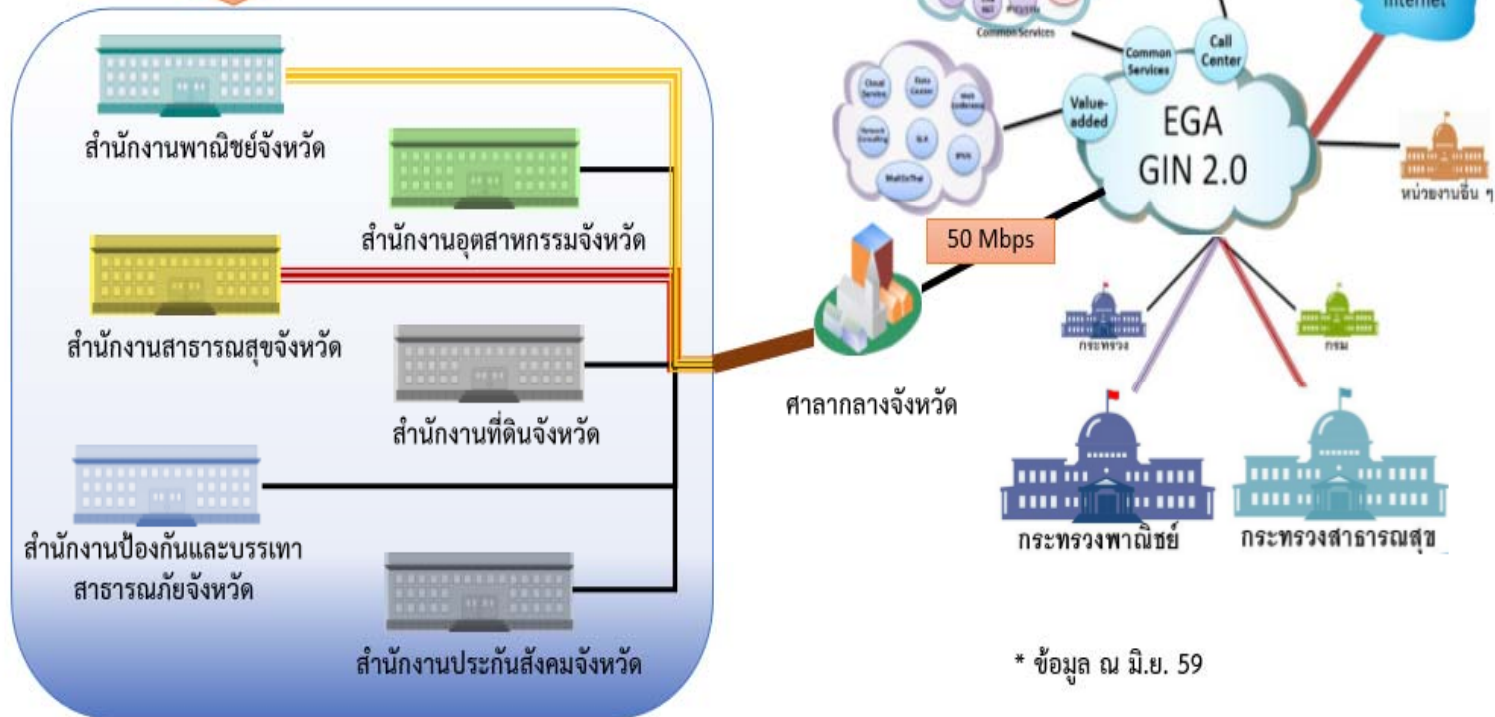 สำนักงานพาณิชย์จังหวัด
สำนักงานอุตสาหกรรมจังหวัด
สำนักงานสาธารณสุขจังหวัด
สำนักงานที่ดินจังหวัด
สำนักงานป้องกันและบรรเทา
สาธารณภัยจังหวัด
สำนักงานประกันสังคมจังหวัด
ศาลากลางจังหวัด
50 Mbps
Common Services
Common
Services
Call
Center
Value-
added
Cloud
Service
Data
Center
Web
Conference
Network
Consulting
MailGoThai
EGA
GIN 2.0
Internet
หน่วยงานอื่น ๆ
กระทรวง
กรม
กระทรวงพาณิชย์
กระทรวงสาธารณสุข
* ข้อมูล ณ มิ.ย. 59